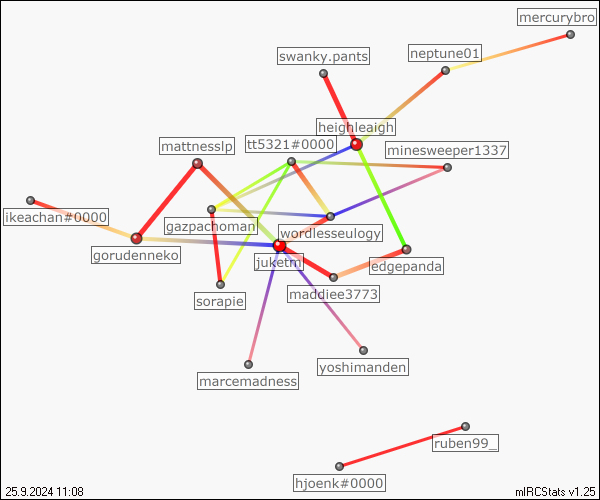 mercurybro
neptune01
swanky.pants
heighleaigh
tt5321#0000
mattnesslp
minesweeper1337
ikeachan#0000
gazpachoman
wordlesseulogy
gorudenneko
juketm
edgepanda
sorapie
maddiee3773
yoshimanden
marcemadness
ruben99_
hjoenk#0000
25.9.2024 11:08
mIRCStats v1.25